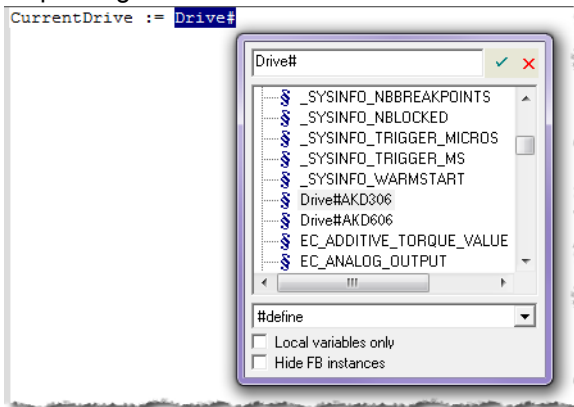 CurrentDrive := Drive#
Drive#
_SYSINFO_NBBREAKPOINTS
_SYSINFO_NBLOCKED
_SYSINFO_TRIGGER_MICROS
_SYSINFO_TRIGGER_MS
_SYSINFO_WARMSTART
Drive#AKD306
Drive#AKD606
EC_ADDITIVE_TORQUE_VALUE
EC_ANALOG_OUTPUT
#define
Local variables only
Hide FB instances